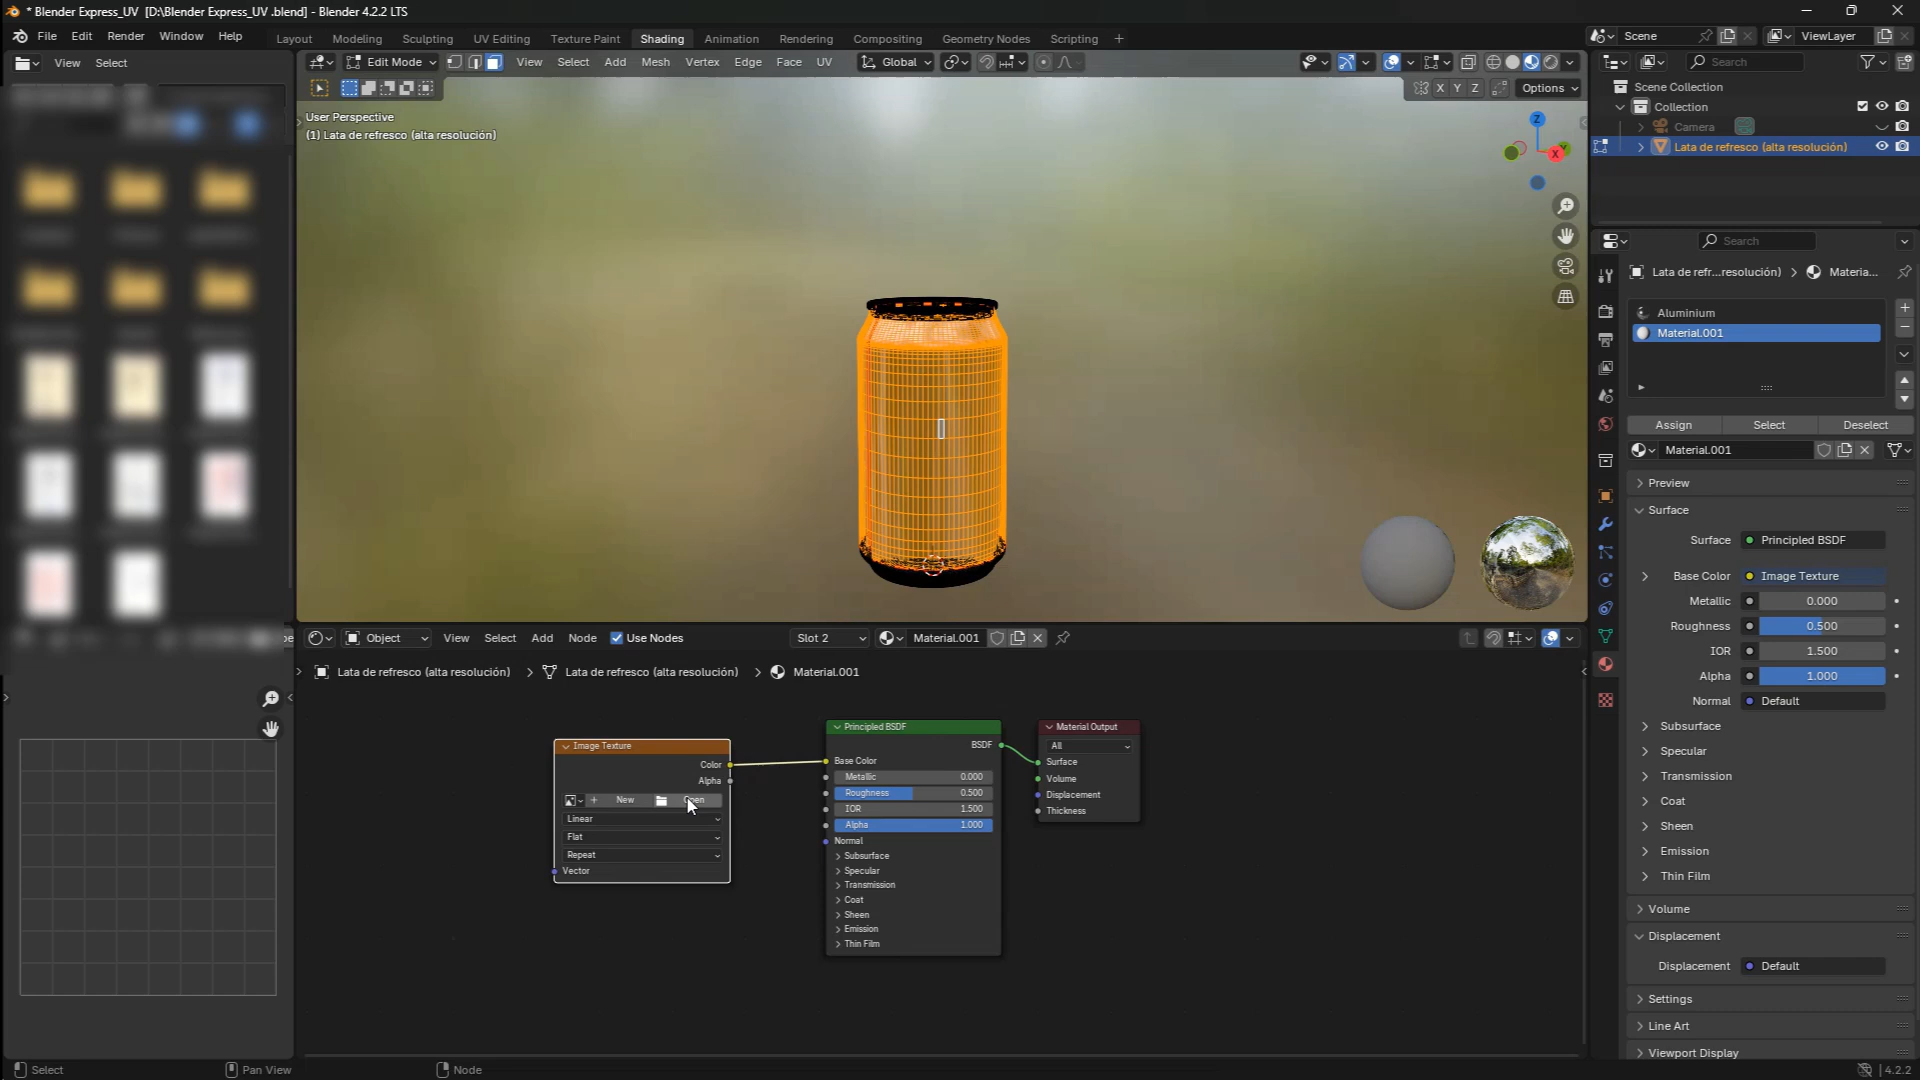 * Blender Express_UV [D:\Blender Express_UV .blend] - Blender 4.2.2 LTS
File Edit Render Window Help
Layout Modeling Sculpting UV Editing Texture Paint Shading Animation Rendering Compositing Geometry Nodes Scripting +
Scene
ViewLayer
View Select
Edit Mode View Select Add Mesh Vertex Edge Face UV Global
X Y Z Options
User Perspective
(1) Lata de refresco (alta resolución)
Z
X
Search
Scene Collection
Collection
Camera
Lata de refresco (alta resolución)
Search
Lata de refr...resolución) > Materia...
Aluminium
Material.001
Assign Select Deselect
Material.001
Preview
Surface
Surface Principled BSDF
Base Color Image Texture
Metallic 0.000
Roughness 0.500
IOR 1.500
Alpha 1.000
Normal Default
Subsurface
Specular
Transmission
Coat
Sheen
Emission
Thin Film
Volume
Displacement
Displacement Default
Settings
Line Art
Viewport Display
Object View Select Add Node Use Nodes Slot 2 Material.001
Lata de refresco (alta resolución) > Lata de refresco (alta resolución) > Material.001
Image Texture
Color
Alpha
New Open
Linear
Flat
Repeat
Vector
Principled BSDF
BSDF
Base Color
Metallic 0.000
Roughness 0.500
IOR 1.500
Alpha 1.000
Normal
Subsurface
Specular
Transmission
Coat
Sheen
Emission
Thin Film
Material Output
All
Surface
Volume
Displacement
Thickness
Select Pan View Node 4.2.2